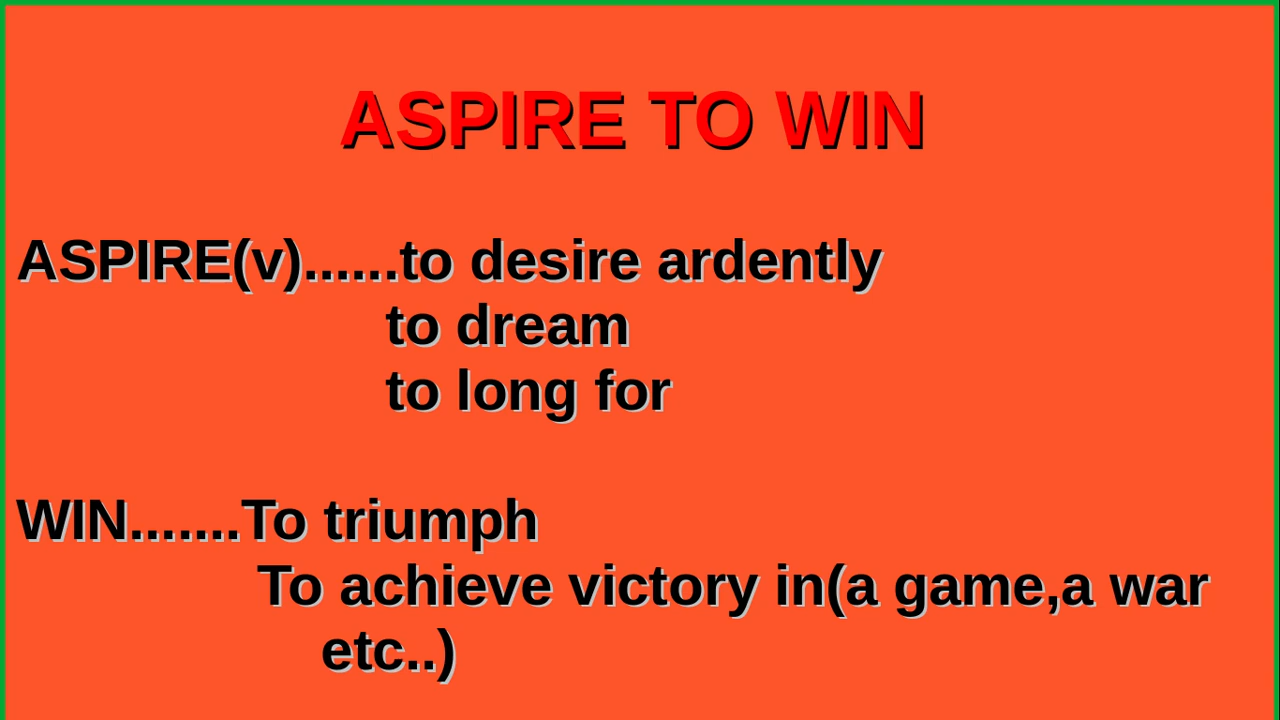 ASPIRE TO WIN
ASPIRE(v)......to desire ardently
to dream
to long for
WIN.......To triumph
To achieve victory in(a game,a war
etc..)